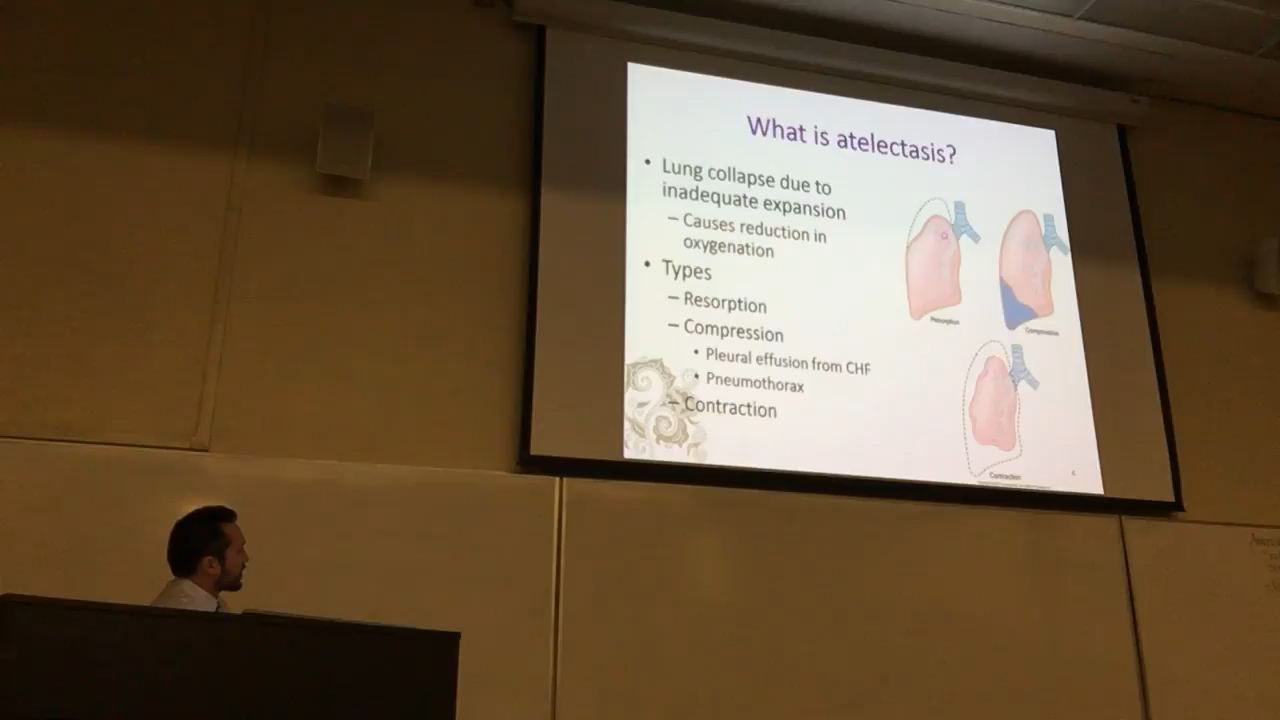 What is atelectasis?
• Lung collapse due to
inadequate expansion
– Causes reduction in
oxygenation
• Types
– Resorption
– Compression
• Pleural effusion from CHF
• Pneumothorax
– Contraction
Resorption
Compression
Contraction